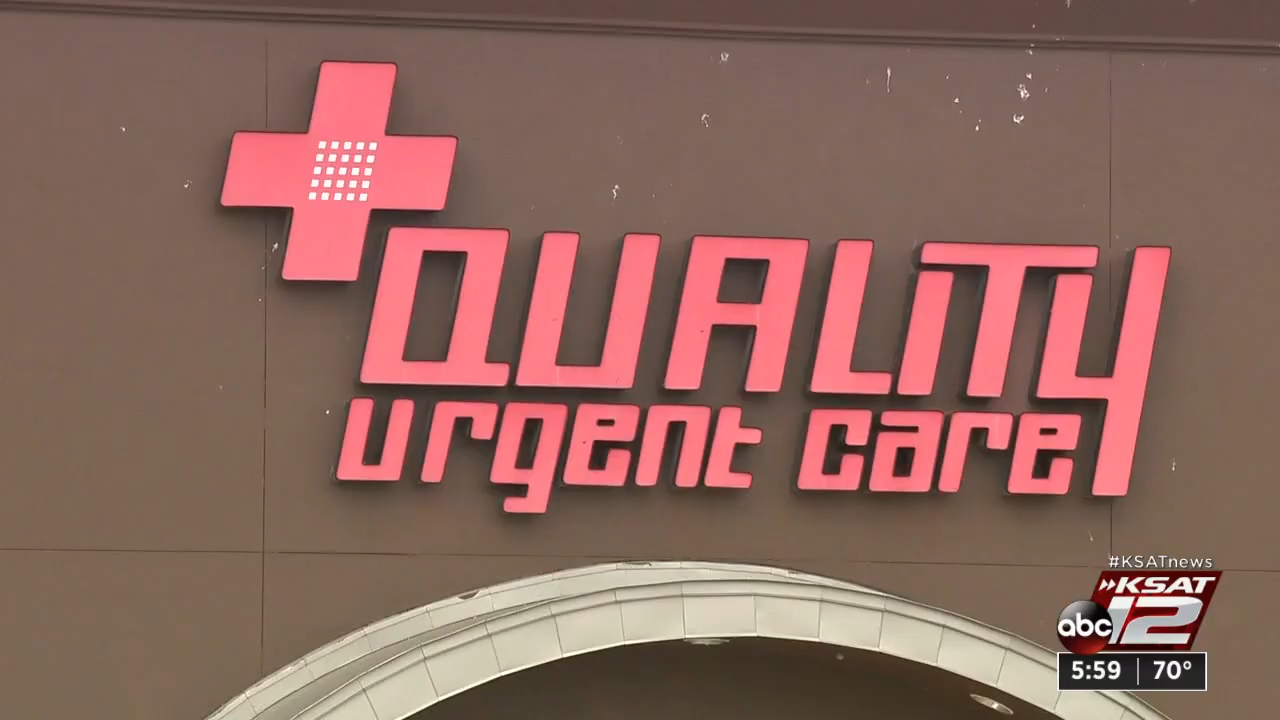 QUALITY
urgent care
#KSATnews
KSAT
abc 12
5:59 70°